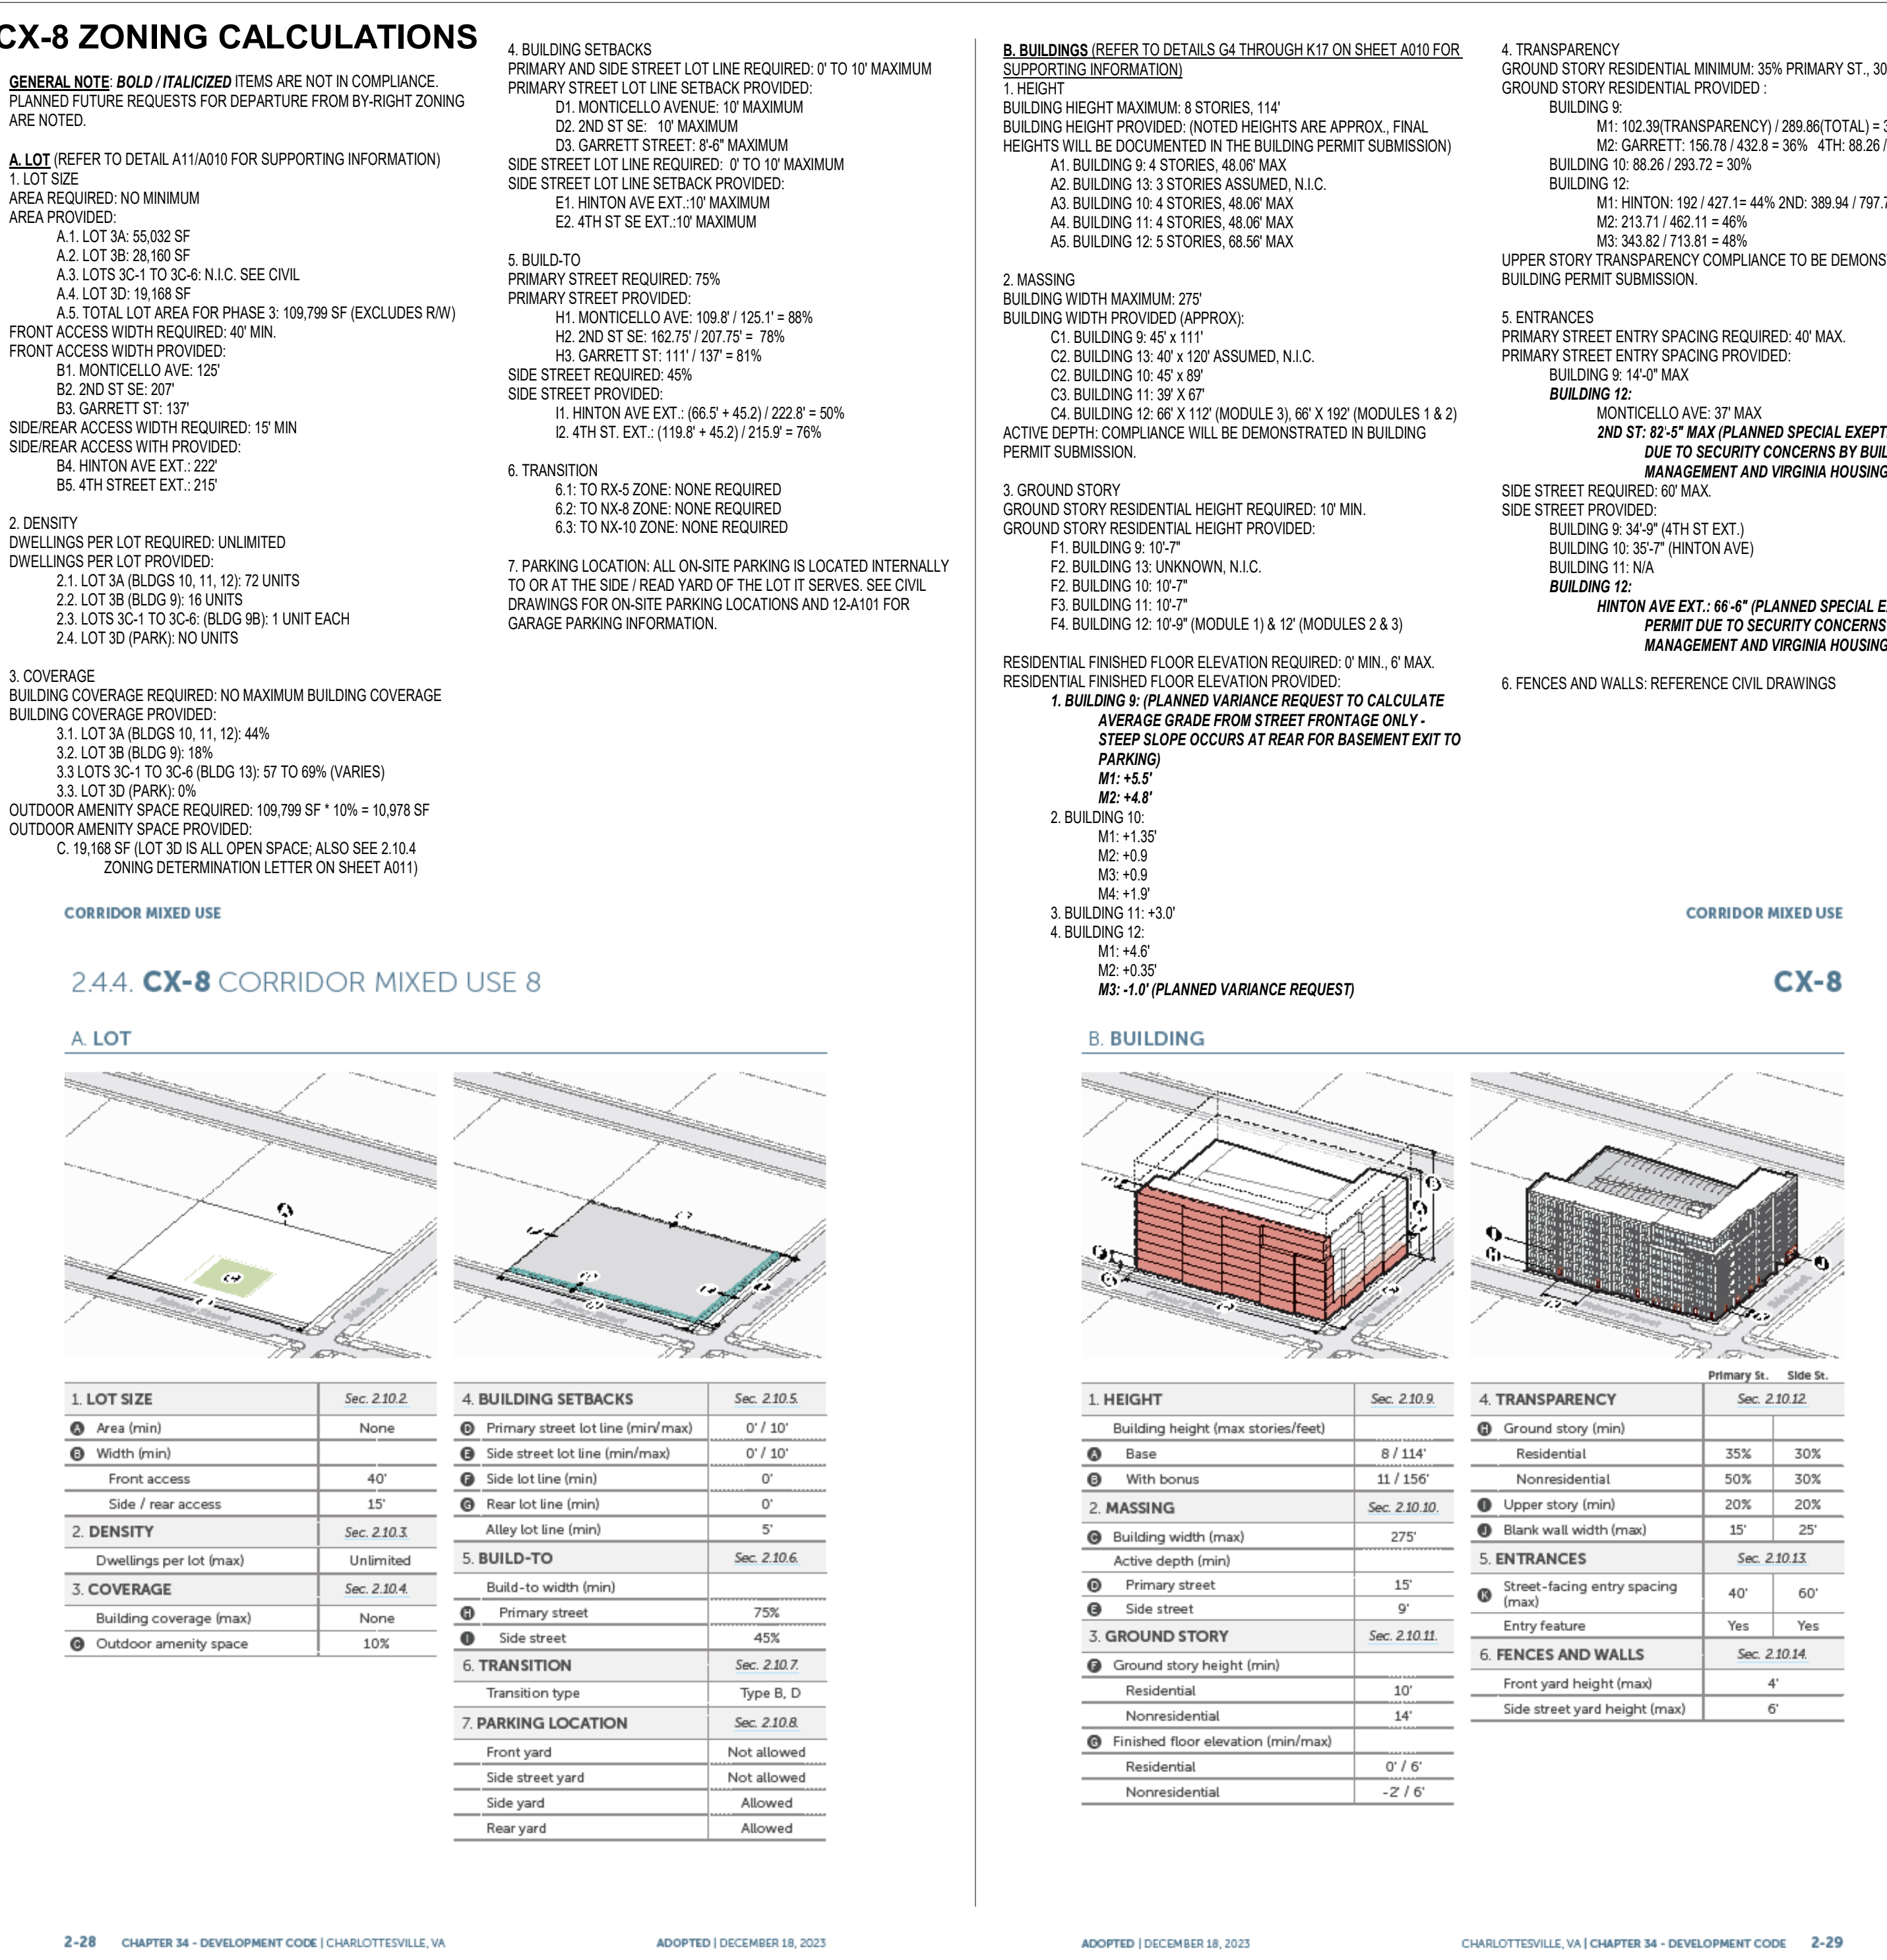 CX-8 ZONING CALCULATIONS
GENERAL NOTE: BOLD / ITALICIZED ITEMS ARE NOT IN COMPLIANCE.
PLANNED FUTURE REQUESTS FOR DEPARTURE FROM BY-RIGHT ZONING
ARE NOTED.
A. LOT (REFER TO DETAIL A11/A010 FOR SUPPORTING INFORMATION)
1. LOT SIZE
AREA REQUIRED: NO MINIMUM
AREA PROVIDED:
A.1. LOT 3A: 55,032 SF
A.2. LOT 3B: 28,160 SF
A.3. LOTS 3C-1 TO 3C-6: N.I.C. SEE CIVIL
A.4. LOT 3D: 19,168 SF
A.5. TOTAL LOT AREA FOR PHASE 3: 109,799 SF (EXCLUDES R/W)
FRONT ACCESS WIDTH REQUIRED: 40' MIN.
FRONT ACCESS WIDTH PROVIDED:
B1. MONTICELLO AVE: 125'
B2. 2ND ST SE: 207'
B3. GARRETT ST: 137'
SIDE/REAR ACCESS WIDTH REQUIRED: 15' MIN
SIDE/REAR ACCESS WITH PROVIDED:
B4. HINTON AVE EXT.: 222'
B5. 4TH STREET EXT.: 215'
2. DENSITY
DWELLINGS PER LOT REQUIRED: UNLIMITED
DWELLINGS PER LOT PROVIDED:
2.1. LOT 3A (BLDGS 10, 11, 12): 72 UNITS
2.2. LOT 3B (BLDG 9): 16 UNITS
2.3. LOTS 3C-1 TO 3C-6: (BLDG 9B): 1 UNIT EACH
2.4. LOT 3D (PARK): NO UNITS
3. COVERAGE
BUILDING COVERAGE REQUIRED: NO MAXIMUM BUILDING COVERAGE
BUILDING COVERAGE PROVIDED:
3.1. LOT 3A (BLDGS 10, 11, 12): 44%
3.2. LOT 3B (BLDG 9): 18%
3.3 LOTS 3C-1 TO 3C-6 (BLDG 13): 57 TO 69% (VARIES)
3.3. LOT 3D (PARK): 0%
OUTDOOR AMENITY SPACE REQUIRED: 109,799 SF * 10% = 10,978 SF
OUTDOOR AMENITY SPACE PROVIDED:
C. 19,168 SF (LOT 3D IS ALL OPEN SPACE; ALSO SEE 2.10.4
ZONING DETERMINATION LETTER ON SHEET A011)
4. BUILDING SETBACKS
PRIMARY AND SIDE STREET LOT LINE REQUIRED: 0' TO 10' MAXIMUM
PRIMARY STREET LOT LINE SETBACK PROVIDED:
D1. MONTICELLO AVENUE: 10' MAXIMUM
D2. 2ND ST SE: 10' MAXIMUM
D3. GARRETT STREET: 8'-6" MAXIMUM
SIDE STREET LOT LINE REQUIRED: 0' TO 10' MAXIMUM
SIDE STREET LOT LINE SETBACK PROVIDED:
E1. HINTON AVE EXT.:10' MAXIMUM
E2. 4TH ST SE EXT.:10' MAXIMUM
5. BUILD-TO
PRIMARY STREET REQUIRED: 75%
PRIMARY STREET PROVIDED:
H1. MONTICELLO AVE: 109.8' / 125.1' = 88%
H2. 2ND ST SE: 162.75' / 207.75' = 78%
H3. GARRETT ST: 111' / 137' = 81%
SIDE STREET REQUIRED: 45%
SIDE STREET PROVIDED:
I1. HINTON AVE EXT.: (66.5' + 45.2) / 222.8' = 50%
I2. 4TH ST. EXT.: (119.8' + 45.2) / 215.9' = 76%
6. TRANSITION
6.1: TO RX-5 ZONE: NONE REQUIRED
6.2: TO NX-8 ZONE: NONE REQUIRED
6.3: TO NX-10 ZONE: NONE REQUIRED
7. PARKING LOCATION: ALL ON-SITE PARKING IS LOCATED INTERNALLY
TO OR AT THE SIDE / READ YARD OF THE LOT IT SERVES. SEE CIVIL
DRAWINGS FOR ON-SITE PARKING LOCATIONS AND 12-A101 FOR
GARAGE PARKING INFORMATION.
B. BUILDINGS (REFER TO DETAILS G4 THROUGH K17 ON SHEET A010 FOR
SUPPORTING INFORMATION)
1. HEIGHT
BUILDING HIEGHT MAXIMUM: 8 STORIES, 114'
BUILDING HEIGHT PROVIDED: (NOTED HEIGHTS ARE APPROX., FINAL
HEIGHTS WILL BE DOCUMENTED IN THE BUILDING PERMIT SUBMISSION)
A1. BUILDING 9: 4 STORIES, 48.06' MAX
A2. BUILDING 13: 3 STORIES ASSUMED, N.I.C.
A3. BUILDING 10: 4 STORIES, 48.06' MAX
A4. BUILDING 11: 4 STORIES, 48.06' MAX
A5. BUILDING 12: 5 STORIES, 68.56' MAX
2. MASSING
BUILDING WIDTH MAXIMUM: 275'
BUILDING WIDTH PROVIDED (APPROX):
C1. BUILDING 9: 45' x 111'
C2. BUILDING 13: 40' x 120' ASSUMED, N.I.C.
C2. BUILDING 10: 45' x 89'
C3. BUILDING 11: 39' X 67'
C4. BUILDING 12: 66' X 112' (MODULE 3), 66' X 192' (MODULES 1 & 2)
ACTIVE DEPTH: COMPLIANCE WILL BE DEMONSTRATED IN BUILDING
PERMIT SUBMISSION.
3. GROUND STORY
GROUND STORY RESIDENTIAL HEIGHT REQUIRED: 10' MIN.
GROUND STORY RESIDENTIAL HEIGHT PROVIDED:
F1. BUILDING 9: 10'-7"
F2. BUILDING 13: UNKNOWN, N.I.C.
F2. BUILDING 10: 10'-7"
F3. BUILDING 11: 10'-7"
F4. BUILDING 12: 10'-9" (MODULE 1) & 12' (MODULES 2 & 3)
RESIDENTIAL FINISHED FLOOR ELEVATION REQUIRED: 0' MIN., 6' MAX.
RESIDENTIAL FINISHED FLOOR ELEVATION PROVIDED:
1. BUILDING 9: (PLANNED VARIANCE REQUEST TO CALCULATE
AVERAGE GRADE FROM STREET FRONTAGE ONLY -
STEEP SLOPE OCCURS AT REAR FOR BASEMENT EXIT TO
PARKING)
M1: +5.5'
M2: +4.8'
2. BUILDING 10:
M1: +1.35'
M2: +0.9
M3: +0.9
M4: +1.9'
3. BUILDING 11: +3.0'
4. BUILDING 12:
M1: +4.6'
M2: +0.35'
M3: -1.0' (PLANNED VARIANCE REQUEST)
4. TRANSPARENCY
GROUND STORY RESIDENTIAL MINIMUM: 35% PRIMARY ST., 30
GROUND STORY RESIDENTIAL PROVIDED :
BUILDING 9:
M1: 102.39(TRANSPARENCY) / 289.86(TOTAL) =
M2: GARRETT: 156.78 / 432.8 = 36% 4TH: 88.26 /
BUILDING 10: 88.26 / 293.72 = 30%
BUILDING 12:
M1: HINTON: 192 / 427.1= 44% 2ND: 389.94 / 797.7
M2: 213.71 / 462.11 = 46%
M3: 343.82 / 713.81 = 48%
UPPER STORY TRANSPARENCY COMPLIANCE TO BE DEMONS
BUILDING PERMIT SUBMISSION.
5. ENTRANCES
PRIMARY STREET ENTRY SPACING REQUIRED: 40' MAX.
PRIMARY STREET ENTRY SPACING PROVIDED:
BUILDING 9: 14'-0" MAX
BUILDING 12:
MONTICELLO AVE: 37' MAX
2ND ST: 82'-5" MAX (PLANNED SPECIAL EXEPT
DUE TO SECURITY CONCERNS BY BUIL
MANAGEMENT AND VIRGINIA HOUSING
SIDE STREET REQUIRED: 60' MAX.
SIDE STREET PROVIDED:
BUILDING 9: 34'-9" (4TH ST EXT.)
BUILDING 10: 35'-7" (HINTON AVE)
BUILDING 11: N/A
BUILDING 12:
HINTON AVE EXT.: 66'-6" (PLANNED SPECIAL E
PERMIT DUE TO SECURITY CONCERNS
MANAGEMENT AND VIRGINIA HOUSING
6. FENCES AND WALLS: REFERENCE CIVIL DRAWINGS
CORRIDOR MIXED USE
2.4.4. CX-8 CORRIDOR MIXED USE 8
A. LOT
1. LOT SIZE Sec. 2.10.2.
A Area (min) None
B Width (min)
Front access 40'
Side / rear access 15'
2. DENSITY Sec. 2.10.3.
Dwellings per lot (max) Unlimited
3. COVERAGE Sec. 2.10.4.
Building coverage (max) None
C Outdoor amenity space 10%
4. BUILDING SETBACKS Sec. 2.10.5.
D Primary street lot line (min/max) 0' / 10'
E Side street lot line (min/max) 0' / 10'
F Side lot line (min) 0'
G Rear lot line (min) 0'
Alley lot line (min) 5'
5. BUILD-TO Sec. 2.10.6.
Build-to width (min)
H Primary street 75%
I Side street 45%
6. TRANSITION Sec. 2.10.7.
Transition type Type B, D
7. PARKING LOCATION Sec. 2.10.8.
Front yard Not allowed
Side street yard Not allowed
Side yard Allowed
Rear yard Allowed
2-28 CHAPTER 34 - DEVELOPMENT CODE | CHARLOTTESVILLE, VA
ADOPTED | DECEMBER 18, 2023
CORRIDOR MIXED USE
CX-8
B. BUILDING
1. HEIGHT Sec. 2.10.9.
Building height (max stories/feet)
A Base 8 / 114'
B With bonus 11 / 156'
2. MASSING Sec. 2.10.10.
C Building width (max) 275'
Active depth (min)
D Primary street 15'
E Side street 9'
3. GROUND STORY Sec. 2.10.11.
F Ground story height (min)
Residential 10'
Nonresidential 14'
G Finished floor elevation (min/max)
Residential 0' / 6'
Nonresidential -2' / 6'
Primary St. Side St.
4. TRANSPARENCY Sec. 2.10.12.
H Ground story (min)
Residential 35% 30%
Nonresidential 50% 30%
I Upper story (min) 20% 20%
J Blank wall width (max) 15' 25'
5. ENTRANCES Sec. 2.10.13.
K Street-facing entry spacing (max) 40' 60'
Entry feature Yes Yes
6. FENCES AND WALLS Sec. 2.10.14.
Front yard height (max) 4'
Side street yard height (max) 6'
ADOPTED | DECEMBER 18, 2023
CHARLOTTESVILLE, VA | CHAPTER 34 - DEVELOPMENT CODE 2-29